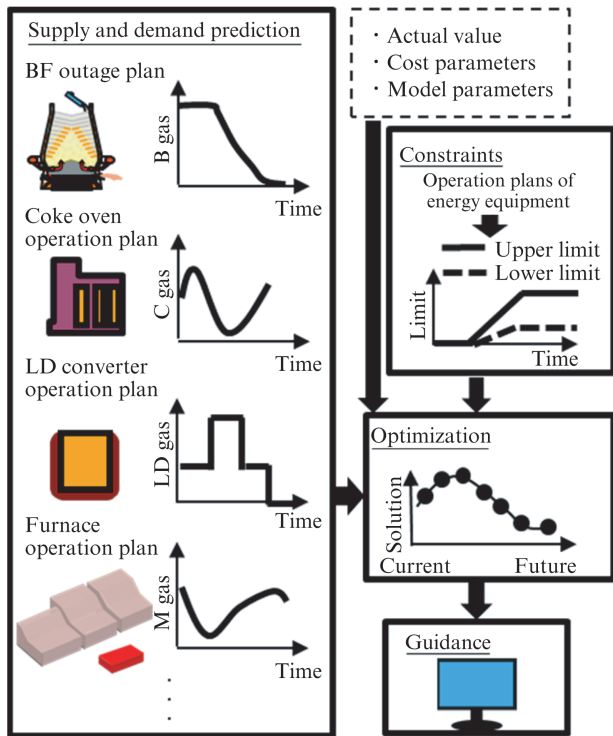 Supply and demand prediction
BF outage plan
B gas
Time
Coke oven
operation plan
C gas
Time
LD converter
operation plan
LD gas
Time
Furnace
operation plan
M gas
Time
· Actual value
· Cost parameters
· Model parameters
Constraints
Operation plans of
energy equipment
Upper limit
Lower limit
Limit
Time
Optimization
Solution
Current Future
Guidance